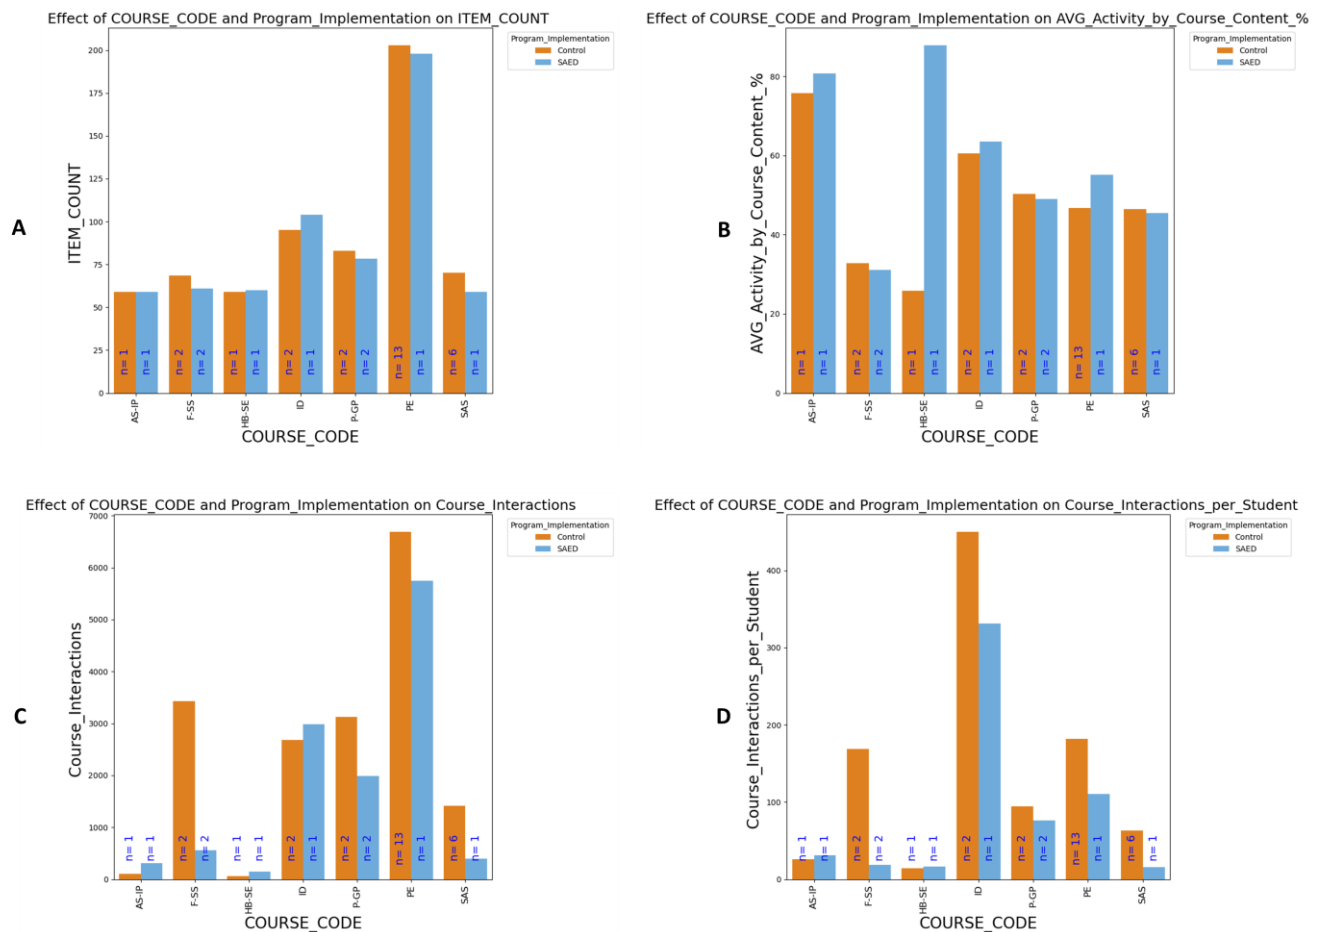 Effect of COURSE_CODE and Program_Implementation on ITEM_COUNT
Program_Implementation
Control
SAED
A
ITEM_COUNT
200
175
150
125
100
75
50
25
0
n= 1
n= 1
n= 2
n= 2
n= 1
n= 1
n= 2
n= 1
n= 2
n= 2
n= 13
n= 1
n= 6
n= 1
AS-IP
F-SS
HB-SE
ID
P-GP
PE
SAS
COURSE_CODE
Effect of COURSE_CODE and Program_Implementation on AVG_Activity_by_Course_Content_%
Program_Implementation
Control
SAED
B
AVG_Activity_by_Course_Content_%
80
60
40
20
0
n= 1
n= 1
n= 2
n= 2
n= 1
n= 1
n= 2
n= 1
n= 2
n= 2
n= 13
n= 1
n= 6
n= 1
AS-IP
F-SS
HB-SE
ID
P-GP
PE
SAS
COURSE_CODE
Effect of COURSE_CODE and Program_Implementation on Course_Interactions
Program_Implementation
Control
SAED
C
Course_Interactions
7000
6000
5000
4000
3000
2000
1000
0
n= 1
n= 1
n= 2
n= 2
n= 1
n= 1
n= 2
n= 1
n= 2
n= 2
n= 13
n= 1
n= 6
n= 1
AS-IP
F-SS
HB-SE
ID
P-GP
PE
SAS
COURSE_CODE
Effect of COURSE_CODE and Program_Implementation on Course_Interactions_per_Student
Program_Implementation
Control
SAED
D
Course_Interactions_per_Student
400
300
200
100
0
n= 1
n= 1
n= 2
n= 2
n= 1
n= 1
n= 2
n= 1
n= 2
n= 2
n= 13
n= 1
n= 6
n= 1
AS-IP
F-SS
HB-SE
ID
P-GP
PE
SAS
COURSE_CODE